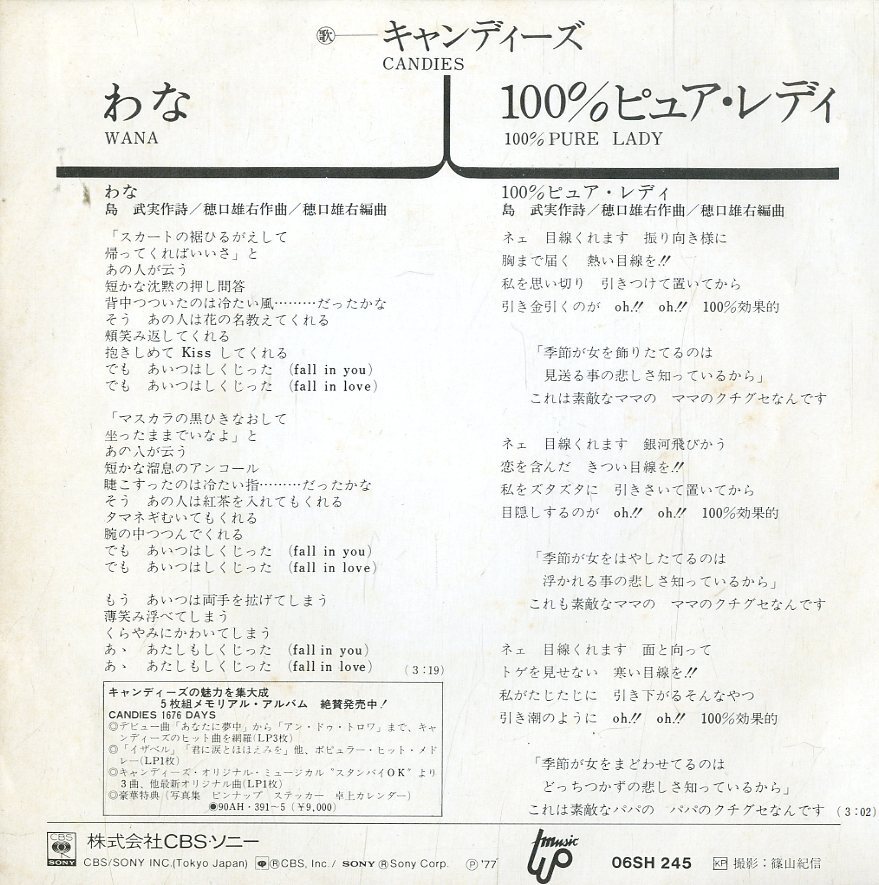 歌 キャンディーズ
CANDIES
わな
WANA
100%ピュア・レディ
100% PURE LADY
わな
島 武実作詩／穂口雄右作曲／穂口雄右編曲
「スカートの裾ひるがえして
帰ってくればいいさ」と
あの人が云う
短かな沈黙の押し問答
背中つついたのは冷たい風………だったかな
そう あの人は花の名教えてくれる
頬笑み返してくれる
抱きしめて Kiss してくれる
でも あいつはしくじった (fall in you)
でも あいつはしくじった (fall in love)
「マスカラの黒ひきなおして
坐ったままでいなよ」と
あの人が云う
短かな溜息のアンコール
睫こすったのは冷たい指………だったかな
そう あの人は紅茶を入れてもくれる
タマネギむいてもくれる
腕の中つつんでくれる
でも あいつはしくじった (fall in you)
でも あいつはしくじった (fall in love)
もう あいつは両手を拡げてしまう
薄笑み浮べてしまう
くらやみにかわいてしまう
あゝ あたしもしくじった (fall in you)
あゝ あたしもしくじった (fall in love) (3:19)
キャンディーズの魅力を集大成
5枚組メモリアル・アルバム 絶賛発売中！
CANDIES 1676 DAYS
◎デビュー曲「あなたに夢中」から「アン・ドゥ・トロワ」まで、キャ
ンディーズのヒット曲を網羅(LP3枚)
◎「イザベル」「君に涙とほほえみを」他、ポピュラー・ヒット・メド
レー(LP1枚)
◎キャンディーズ・オリジナル・ミュージカル〝スタンバイOK〟より
3曲、他最新オリジナル曲(LP1枚)
◎豪華特典（写真集 ピンナップ ステッカー 卓上カレンダー）
●90AH・391〜5 (￥9,000)
100%ピュア・レディ
島 武実作詩／穂口雄右作曲／穂口雄右編曲
ネェ 目線くれます 振り向き様に
胸まで届く 熱い目線を!!
私を思い切り 引きつけて置いてから
引き金引くのが oh!! oh!! 100%効果的
「季節が女を飾りたてるのは
見送る事の悲しさ知っているから」
これは素敵なママの ママのクチグセなんです
ネェ 目線くれます 銀河飛びかう
恋を含んだ きつい目線を!!
私をズタズタに 引きさいて置いてから
目隠しするのが oh!! oh!! 100%効果的
「季節が女をはやしたてるのは
浮かれる事の悲しさ知っているから」
これも素敵なママの ママのクチグセなんです
ネェ 目線くれます 面と向って
トゲを見せない 寒い目線を!!
私がたじたじに 引き下がるそんなやつ
引き潮のように oh!! oh!! 100%効果的
「季節が女をまどわせてるのは
どっちつかずの悲しさ知っているから」
これは素敵なパパの パパのクチグセなんです (3:02)
CBS SONY 株式会社CBS・ソニー
CBS/SONY INC.(Tokyo Japan) ®CBS, Inc./ SONY ®Sony Corp. ℗'77
music up
06SH 245
KP 撮影：篠山紀信